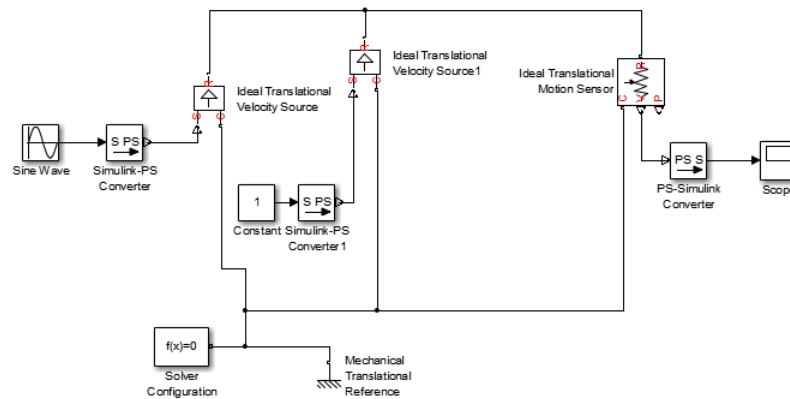 R
Ideal Translational
Velocity Source1
S
C
R
Ideal Translational
Velocity Source
S
C
Ideal Translational
Motion Sensor
R
C
V
P
Sine Wave
S PS
Simulink-PS
Converter
1
Constant
S PS
Simulink-PS
Converter1
PS S
PS-Simulink
Converter
Scope
f(x)=0
Solver
Configuration
Mechanical
Translational
Reference